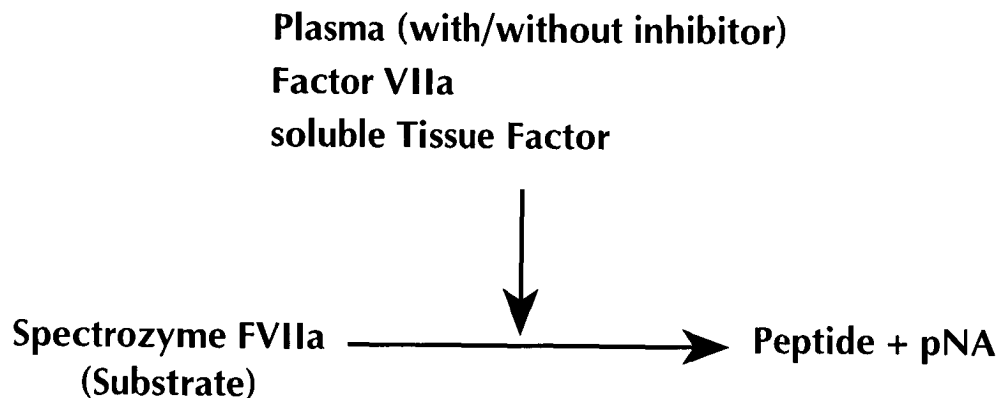 Plasma (with/without inhibitor)
Factor VIIa
soluble Tissue Factor
Spectrozyme FVIIa
(Substrate)
Peptide + pNA